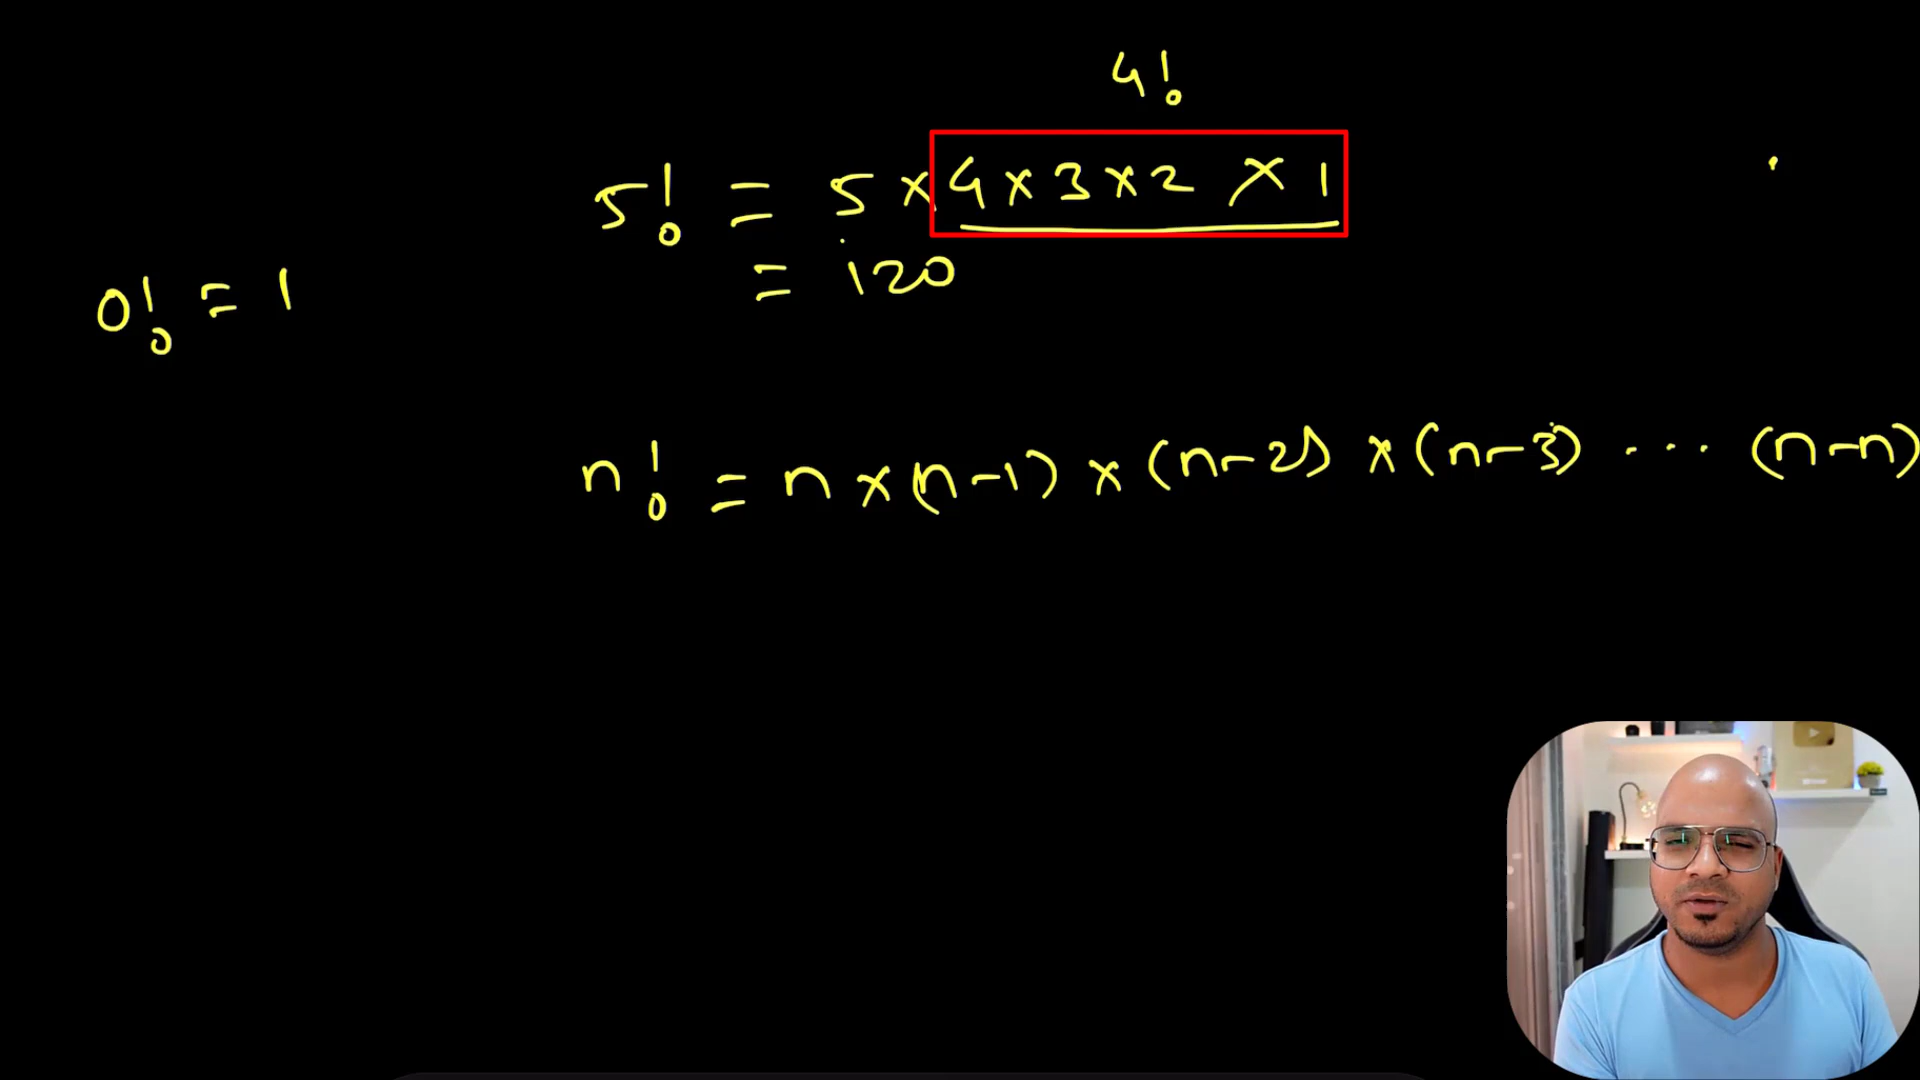 4!
5! = 5 × 4 × 3 × 2 × 1
= 120
0! = 1
n! = n × (n-1) × (n-2) × (n-3) ... (n-n)